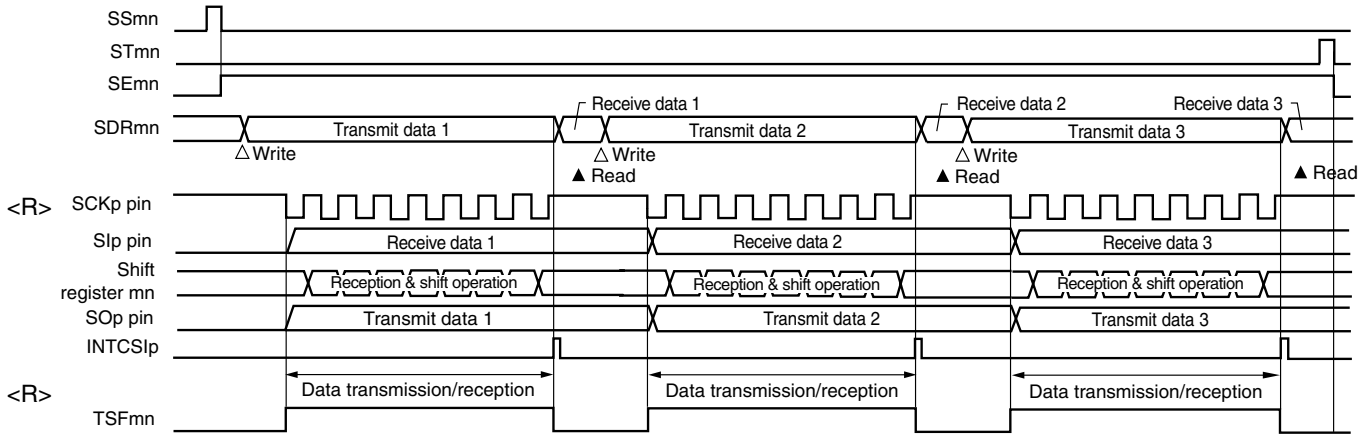 SSmn
STmn
SEmn
Receive data 1
Receive data 2
Receive data 3
SDRmn
Transmit data 1
Transmit data 2
Transmit data 3
△Write
△ Write
△ Write
▲ Read
▲ Read
▲ Read
<R> SCKp pin
SIp pin
Receive data 1
Receive data 2
Receive data 3
Shift
register mn
Reception & shift operation
Reception & shift operation
Reception & shift operation
SOp pin
Transmit data 1
Transmit data 2
Transmit data 3
INTCSIp
<R>
Data transmission/reception
Data transmission/reception
Data transmission/reception
TSFmn